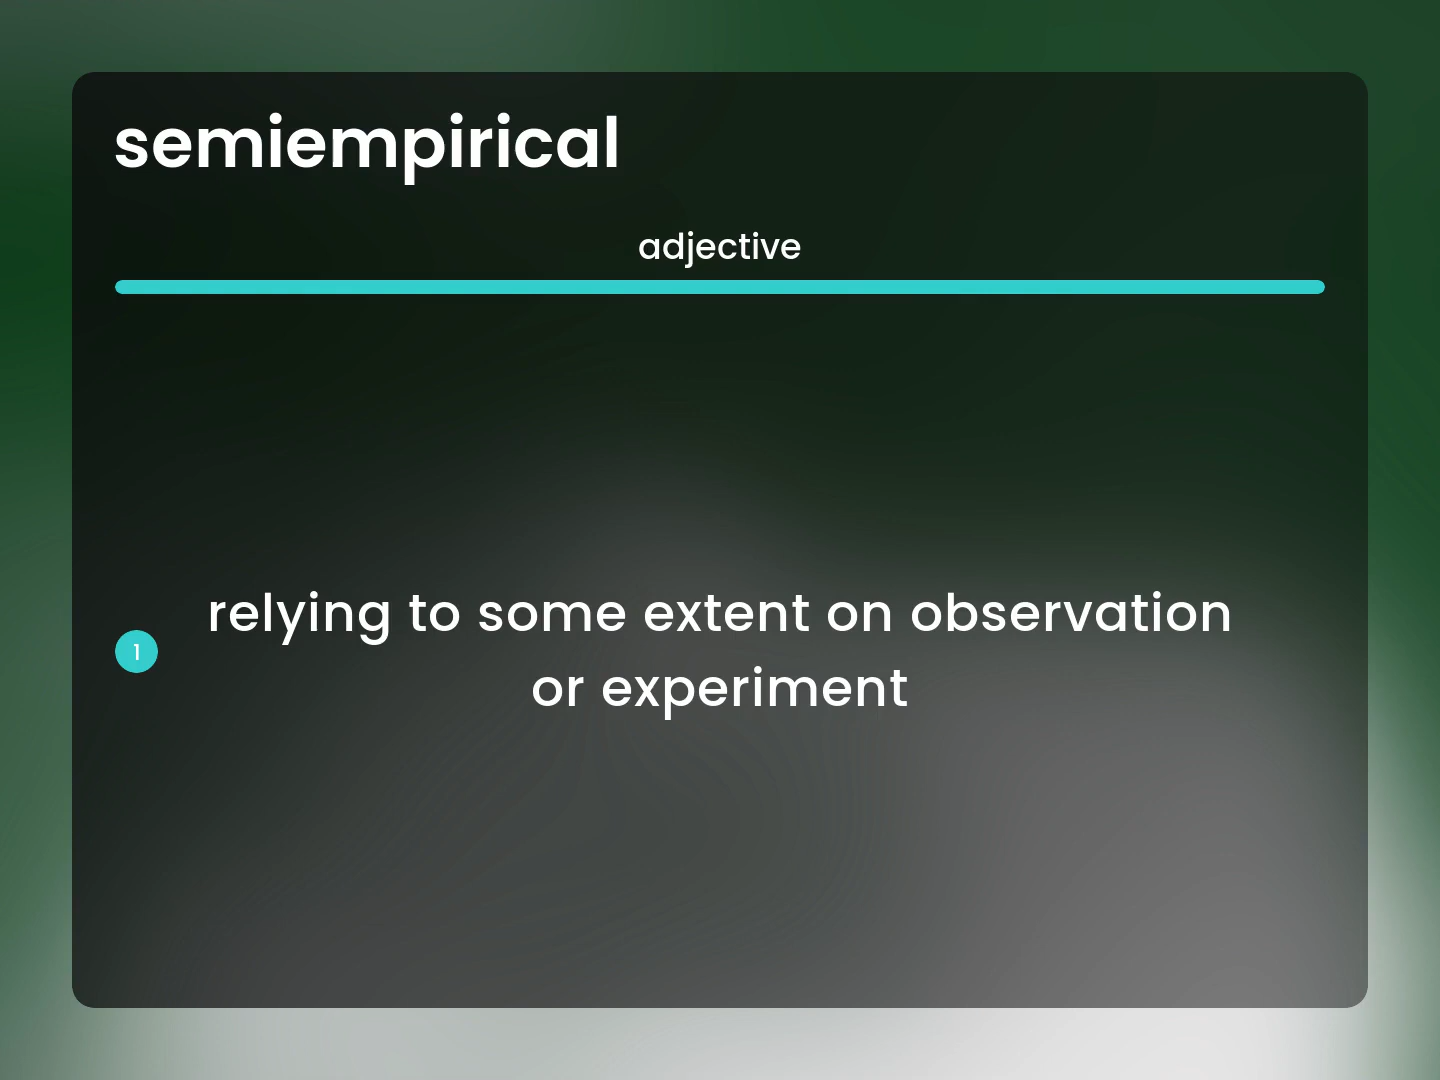 semiempirical
adjective
1
relying to some extent on observation
or experiment